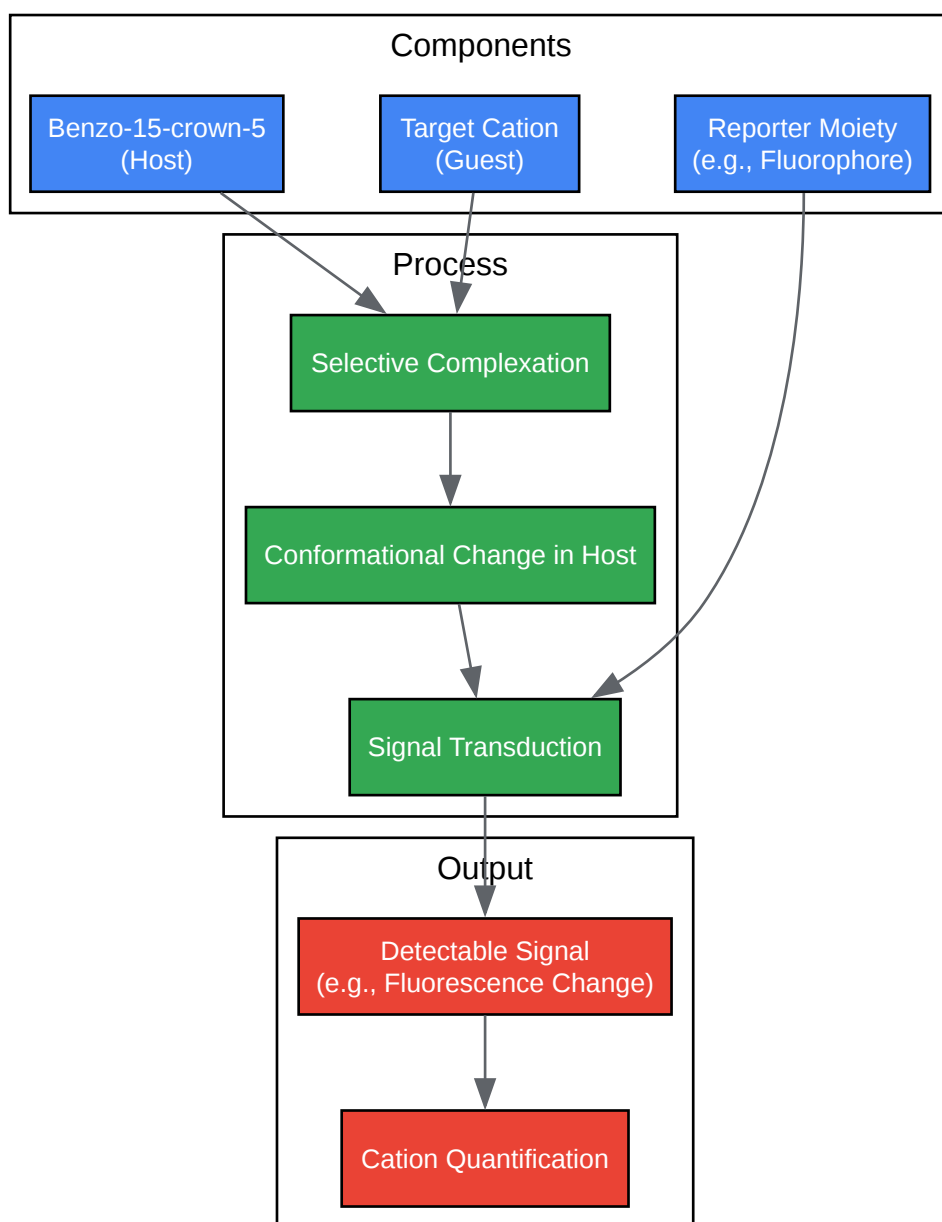 Components
Benzo-15-crown-5
(Host)
Target Cation
(Guest)
Reporter Moiety
(e.g., Fluorophore)
Process
Selective Complexation
Conformational Change in Host
Signal Transduction
Output
Detectable Signal
(e.g., Fluorescence Change)
Cation Quantification